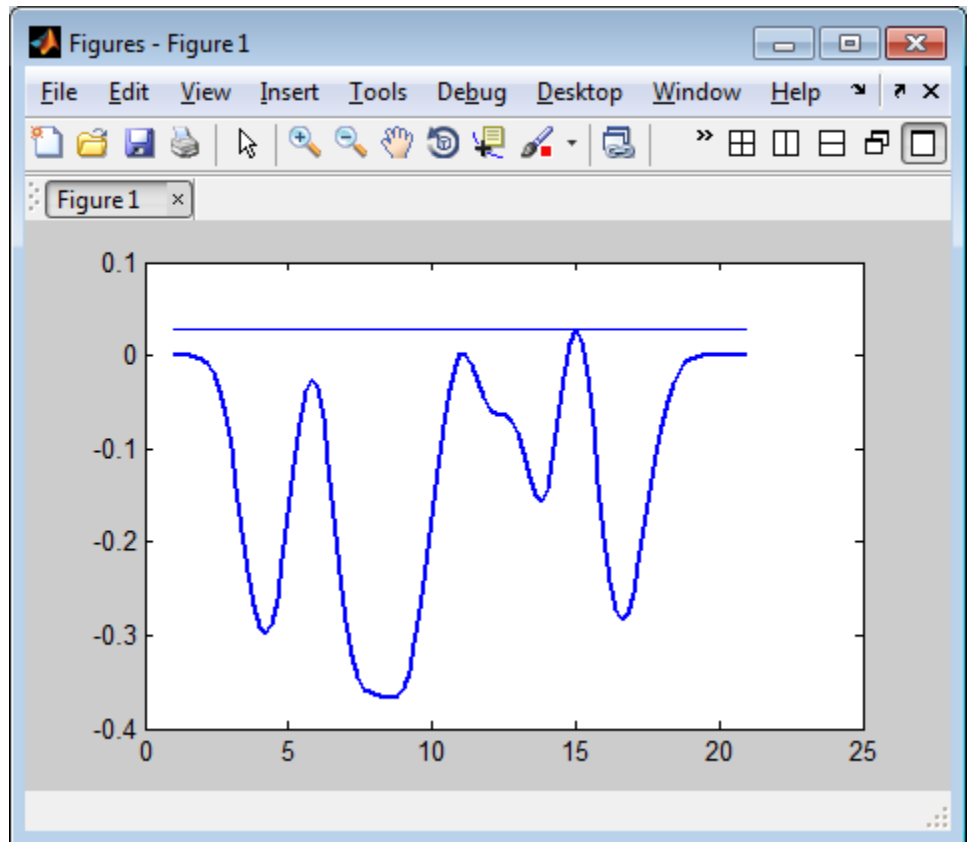 Figures - Figure 1
File Edit View Insert Tools Debug Desktop Window Help
Figure 1
0.1
0
-0.1
-0.2
-0.3
-0.4
0 5 10 15 20 25